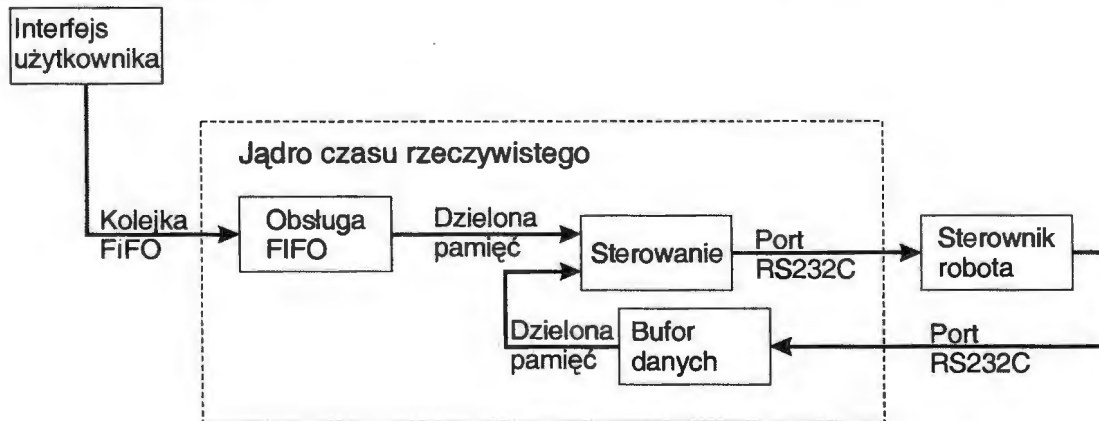 Interfejs
użytkownika
Jądro czasu rzeczywistego
Kolejka
FiFO
Obsługa
FIFO
Dzielona
pamięć
Sterowanie
Port
RS232C
Sterownik
robota
Dzielona
pamięć
Bufor
danych
Port
RS232C